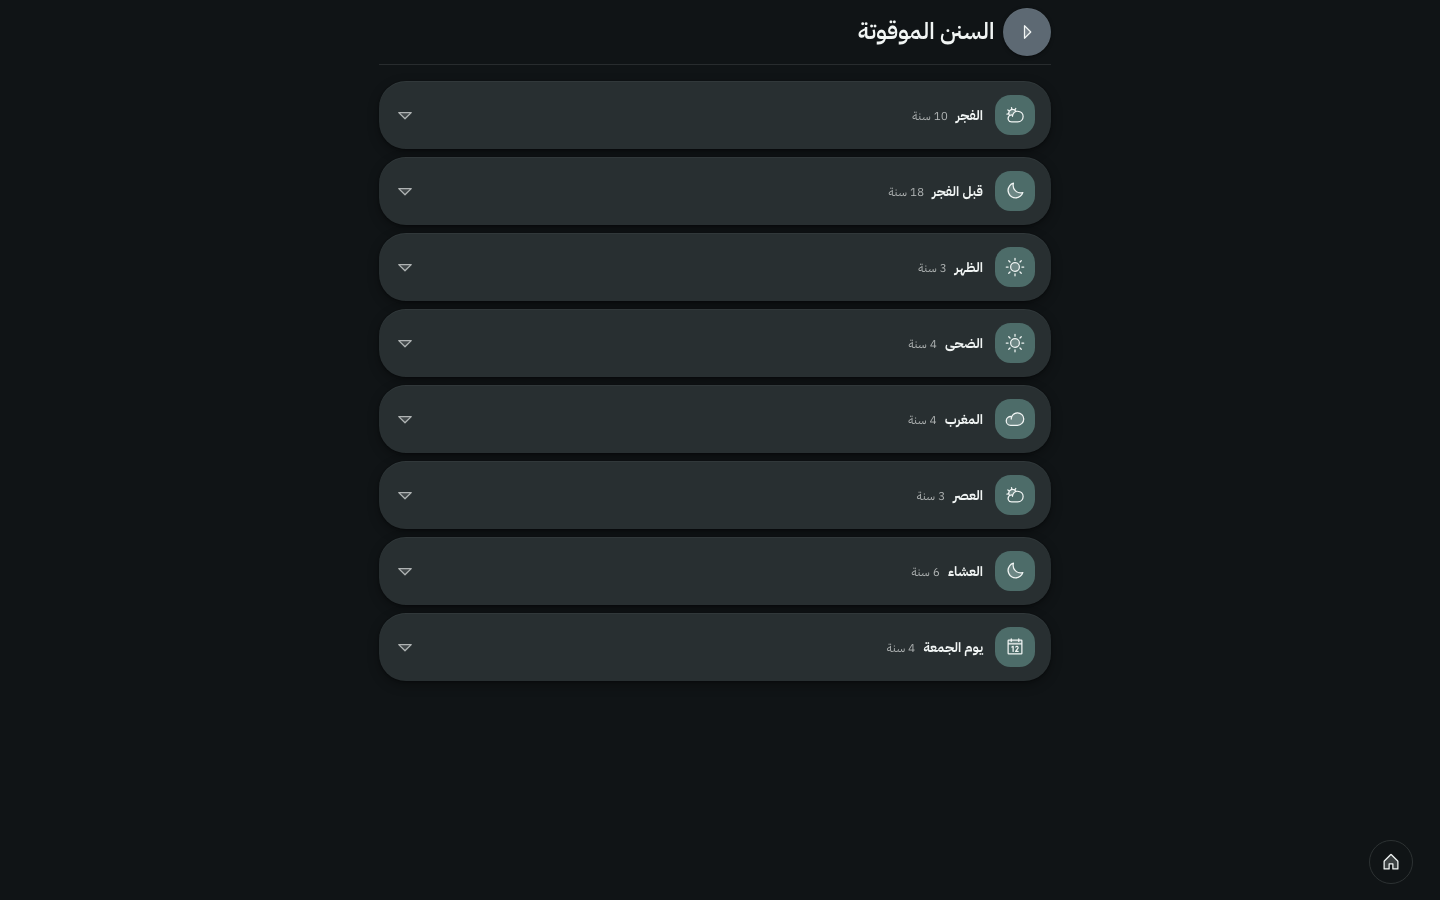 السنن الموقوتة
الفجر 10 سنة
قبل الفجر 18 سنة
الظهر 3 سنة
الضحى 4 سنة
المغرب 4 سنة
العصر 3 سنة
العشاء 6 سنة
12
يوم الجمعة 4 سنة